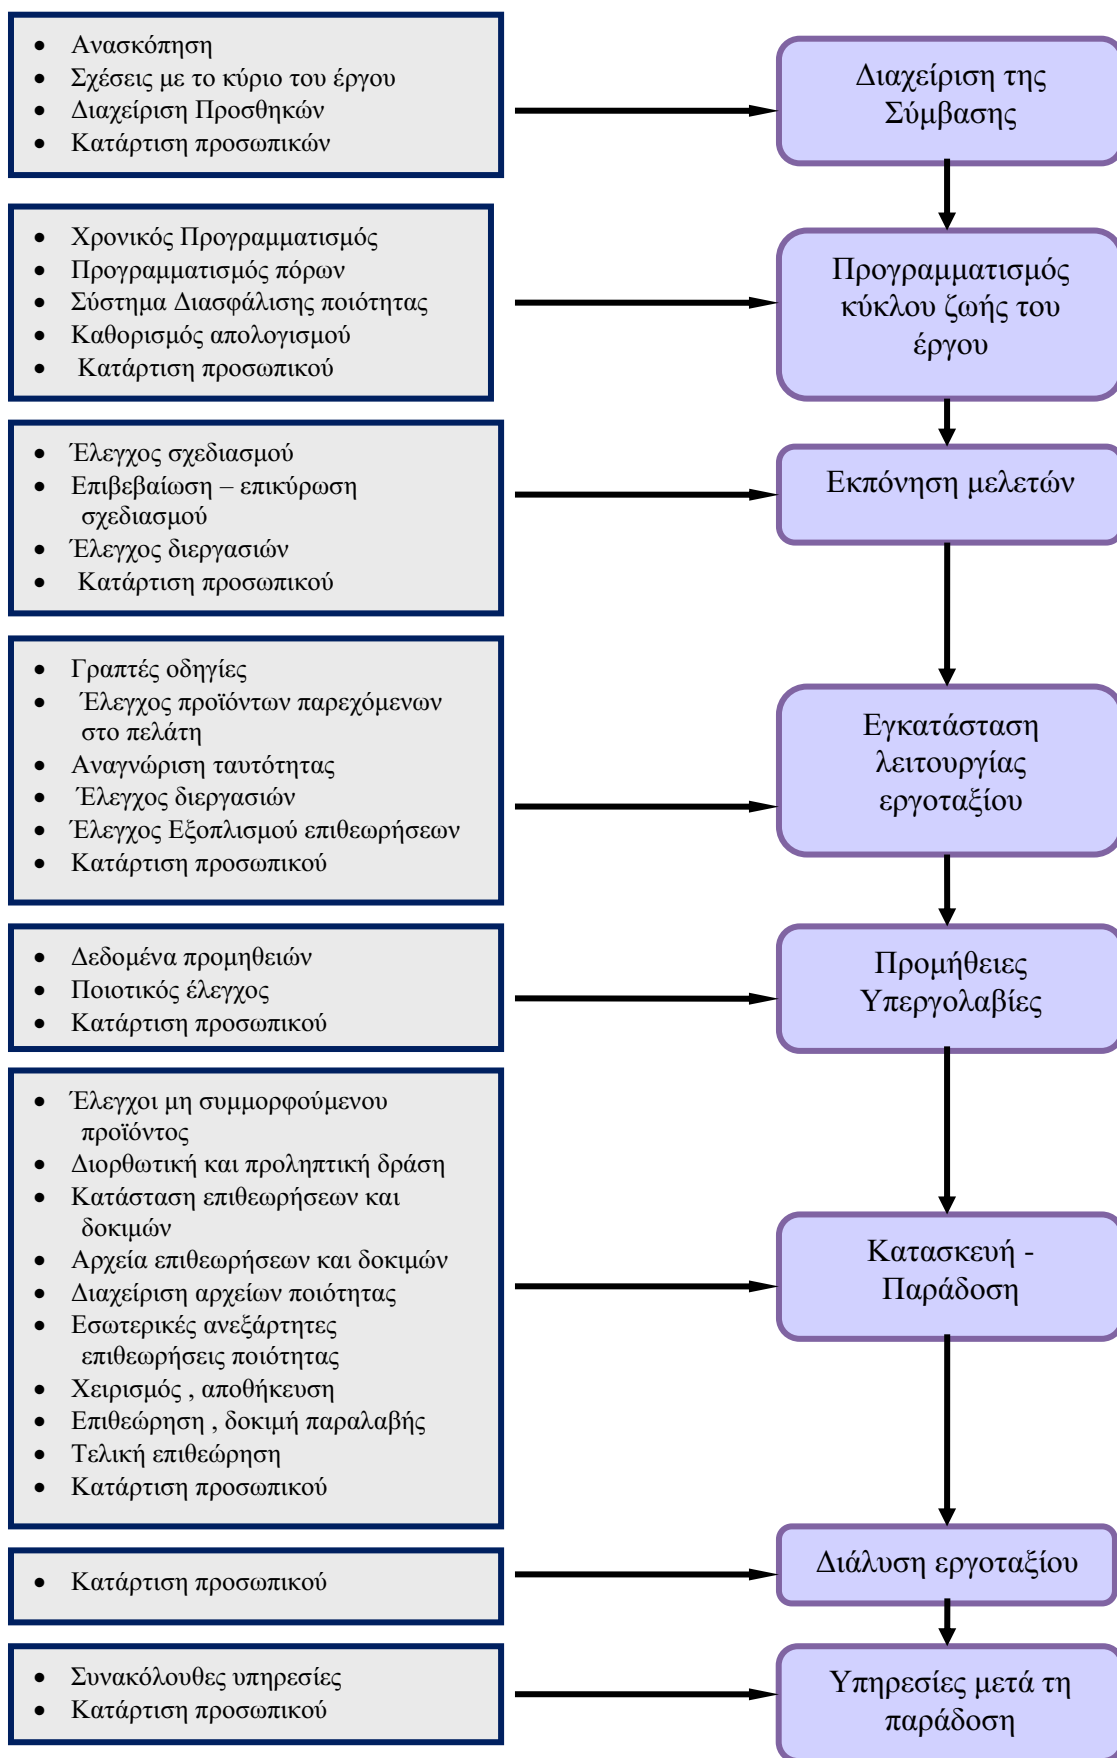 • Ανασκόπηση
• Σχέσεις με το κύριο του έργου
• Διαχείριση Προσθηκών
• Κατάρτιση προσωπικών
Διαχείριση της
Σύμβασης
• Χρονικός Προγραμματισμός
• Προγραμματισμός πόρων
• Σύστημα Διασφάλισης ποιότητας
• Καθορισμός απολογισμού
• Κατάρτιση προσωπικού
Προγραμματισμός
κύκλου ζωής του
έργου
• Έλεγχος σχεδιασμού
• Επιβεβαίωση – επικύρωση
σχεδιασμού
• Έλεγχος διεργασιών
• Κατάρτιση προσωπικού
Εκπόνηση μελετών
• Γραπτές οδηγίες
• Έλεγχος προϊόντων παρεχόμενων
στο πελάτη
• Αναγνώριση ταυτότητας
• Έλεγχος διεργασιών
• Έλεγχος Εξοπλισμού επιθεωρήσεων
• Κατάρτιση προσωπικού
Εγκατάσταση
λειτουργίας
εργοταξίου
• Δεδομένα προμηθειών
• Ποιοτικός έλεγχος
• Κατάρτιση προσωπικού
Προμήθειες
Υπεργολαβίες
• Έλεγχοι μη συμμορφούμενου
προϊόντος
• Διορθωτική και προληπτική δράση
• Κατάσταση επιθεωρήσεων και
δοκιμών
• Αρχεία επιθεωρήσεων και δοκιμών
• Διαχείριση αρχείων ποιότητας
• Εσωτερικές ανεξάρτητες
επιθεωρήσεις ποιότητας
• Χειρισμός , αποθήκευση
• Επιθεώρηση , δοκιμή παραλαβής
• Τελική επιθεώρηση
• Κατάρτιση προσωπικού
Κατασκευή -
Παράδοση
• Κατάρτιση προσωπικού
Διάλυση εργοταξίου
• Συνακόλουθες υπηρεσίες
• Κατάρτιση προσωπικού
Υπηρεσίες μετά τη
παράδοση